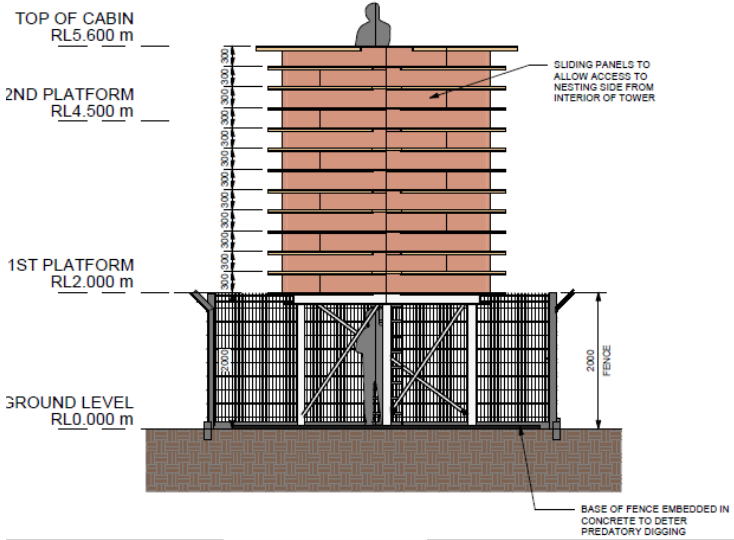 TOP OF CABIN
RL5.600 m
2ND PLATFORM
RL4.500 m
1ST PLATFORM
RL2.000 m
GROUND LEVEL
RL0.000 m
300
300
300
300
300
300
300
300
300
300
300
300
2000
SLIDING PANELS TO
ALLOW ACCESS TO
NESTING SIDE FROM
INTERIOR OF TOWER
2000
FENCE
BASE OF FENCE EMBEDDED IN
CONCRETE TO DETER
PREDATORY DIGGING